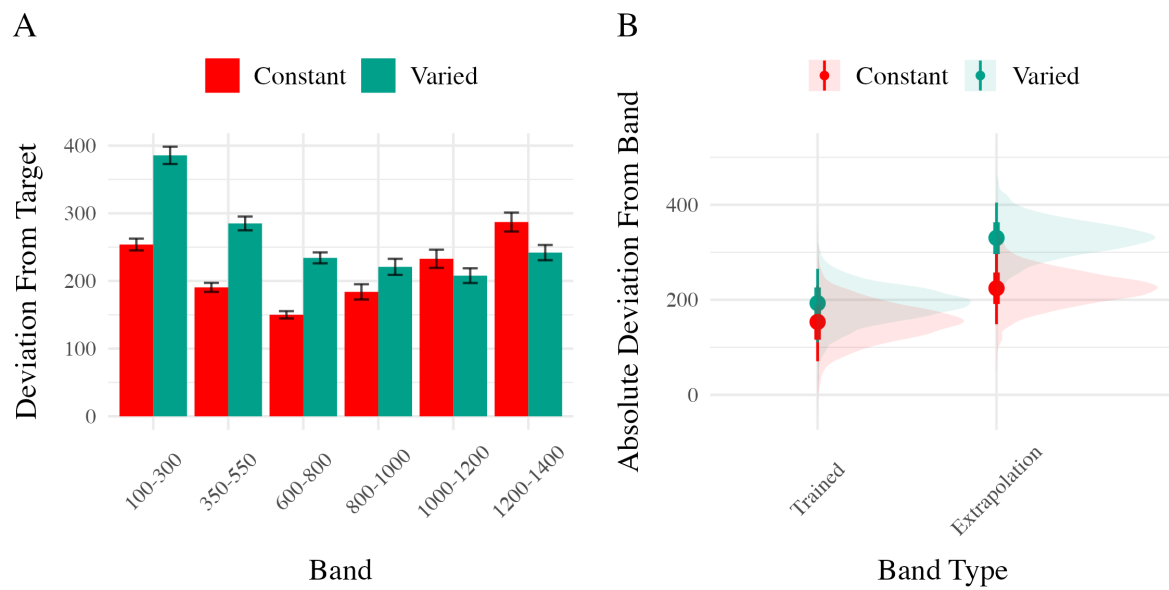 A
Constant
Varied
Deviation From Target
400
300
200
100
0
100-300
350-550
600-800
800-1000
1000-1200
1200-1400
Band
B
Constant
Varied
Absolute Deviation From Band
400
200
0
Trained
Extrapolation
Band Type